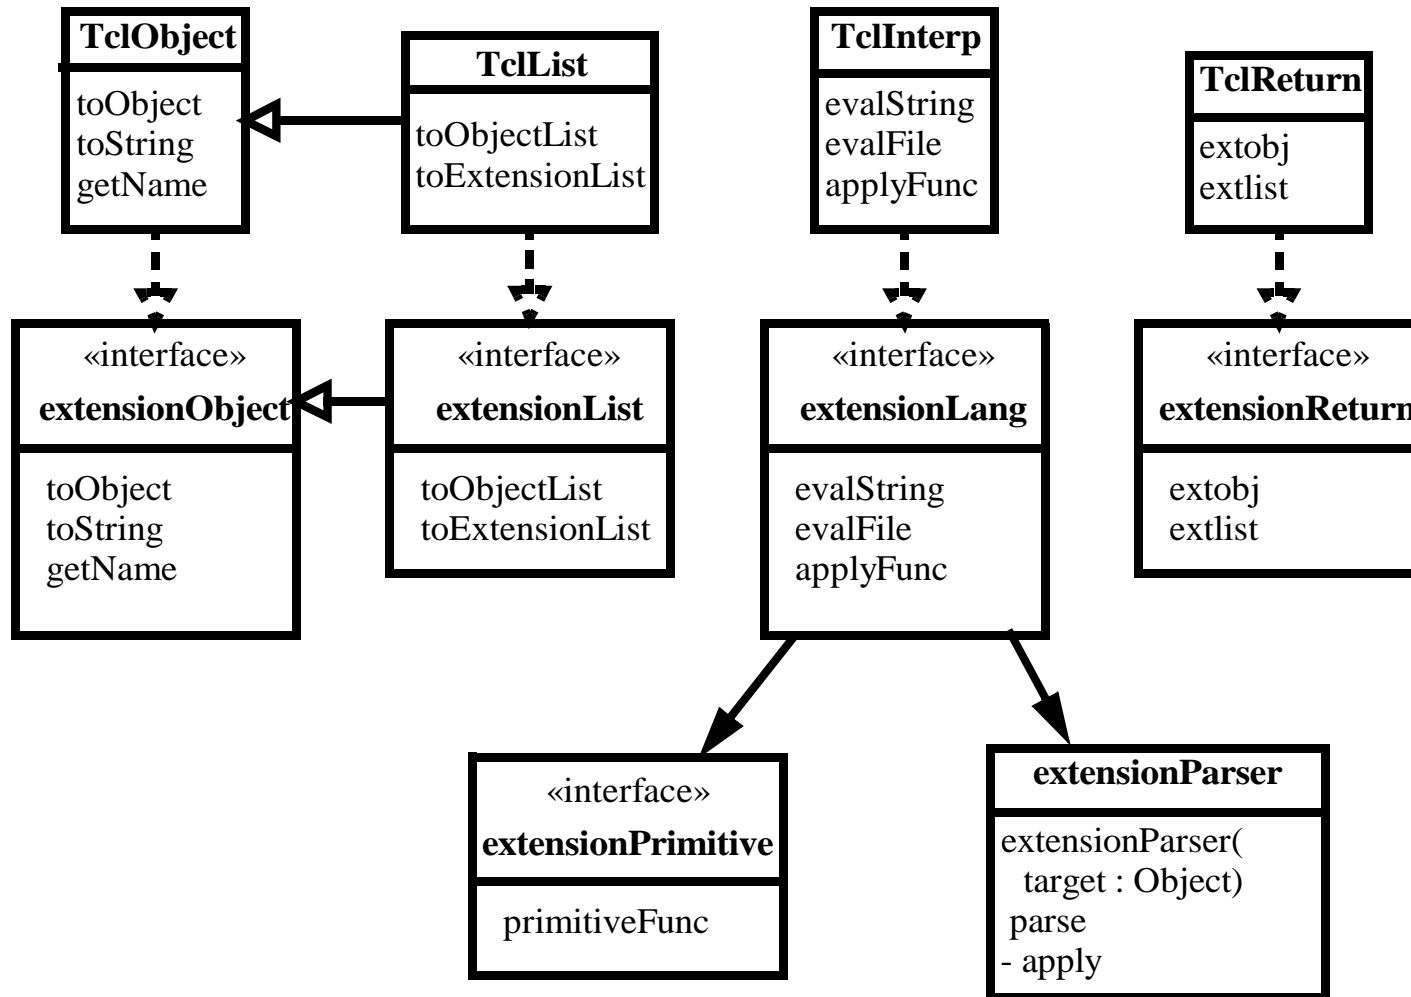 TclObject
toObject
toString
getName
TclList
toObjectList
toExtensionList
TclInterp
evalString
evalFile
applyFunc
TclReturn
extobj
extlist
«interface»
extensionObject
toObject
toString
getName
«interface»
extensionList
toObjectList
toExtensionList
«interface»
extensionLang
evalString
evalFile
applyFunc
«interface»
extensionReturn
extobj
extlist
«interface»
extensionPrimitive
primitiveFunc
extensionParser
extensionParser(
target : Object)
parse
- apply